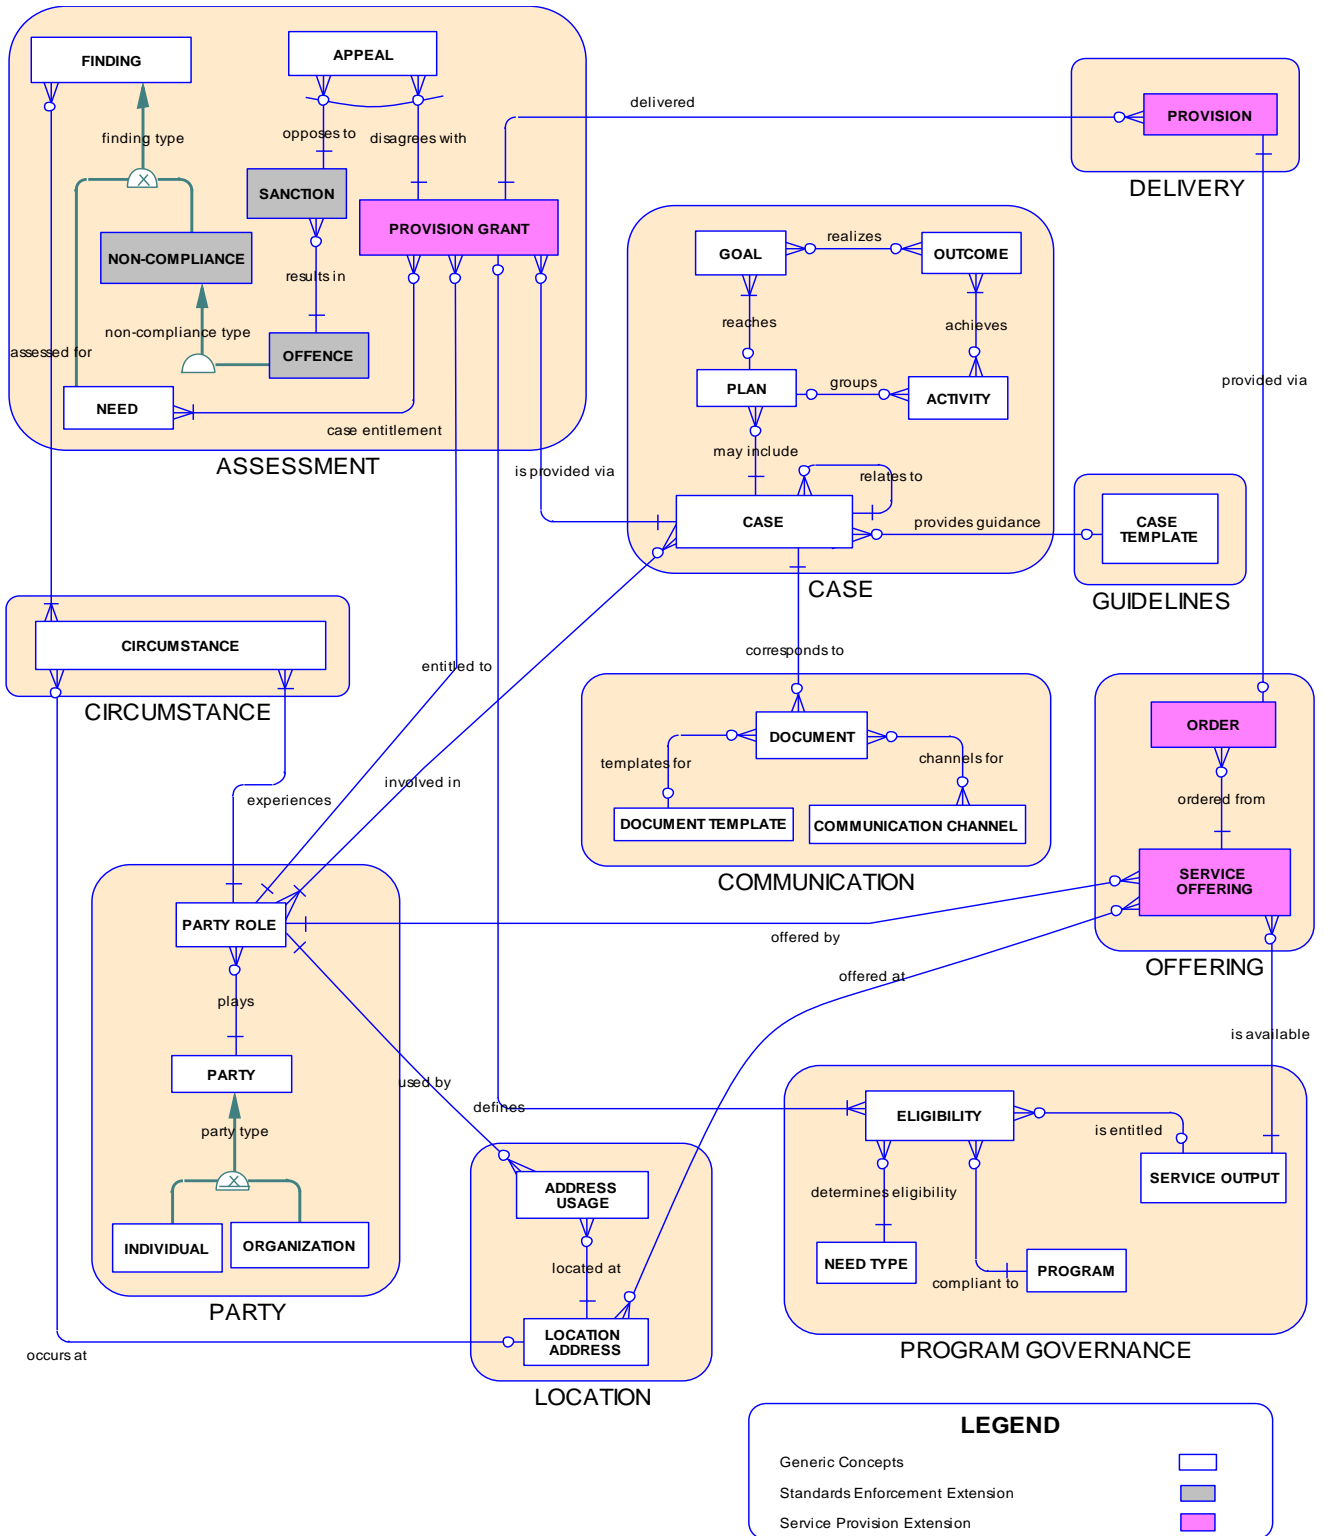 FINDING
APPEAL
finding type
opposes to
disagrees with
SANCTION
PROVISION GRANT
NON-COMPLIANCE
results in
non-compliance type
OFFENCE
assessed for
NEED
case entitlement
ASSESSMENT
delivered
PROVISION
DELIVERY
provided via
GOAL
realizes
OUTCOME
reaches
achieves
PLAN
groups
ACTIVITY
may include
relates to
is provided via
CASE
provides guidance
CASE
CASE
TEMPLATE
GUIDELINES
CIRCUMSTANCE
CIRCUMSTANCE
entitled to
experiences
involved in
corresponds to
DOCUMENT
templates for
channels for
DOCUMENT TEMPLATE
COMMUNICATION CHANNEL
COMMUNICATION
ORDER
ordered from
SERVICE
OFFERING
OFFERING
offered by
offered at
is available
PARTY ROLE
plays
PARTY
party type
INDIVIDUAL
ORGANIZATION
PARTY
used by
defines
occurs at
ADDRESS
USAGE
located at
LOCATION
ADDRESS
LOCATION
ELIGIBILITY
is entitled
SERVICE OUTPUT
determines eligibility
NEED TYPE
compliant to
PROGRAM
PROGRAM GOVERNANCE
LEGEND
Generic Concepts
Standards Enforcement Extension
Service Provision Extension